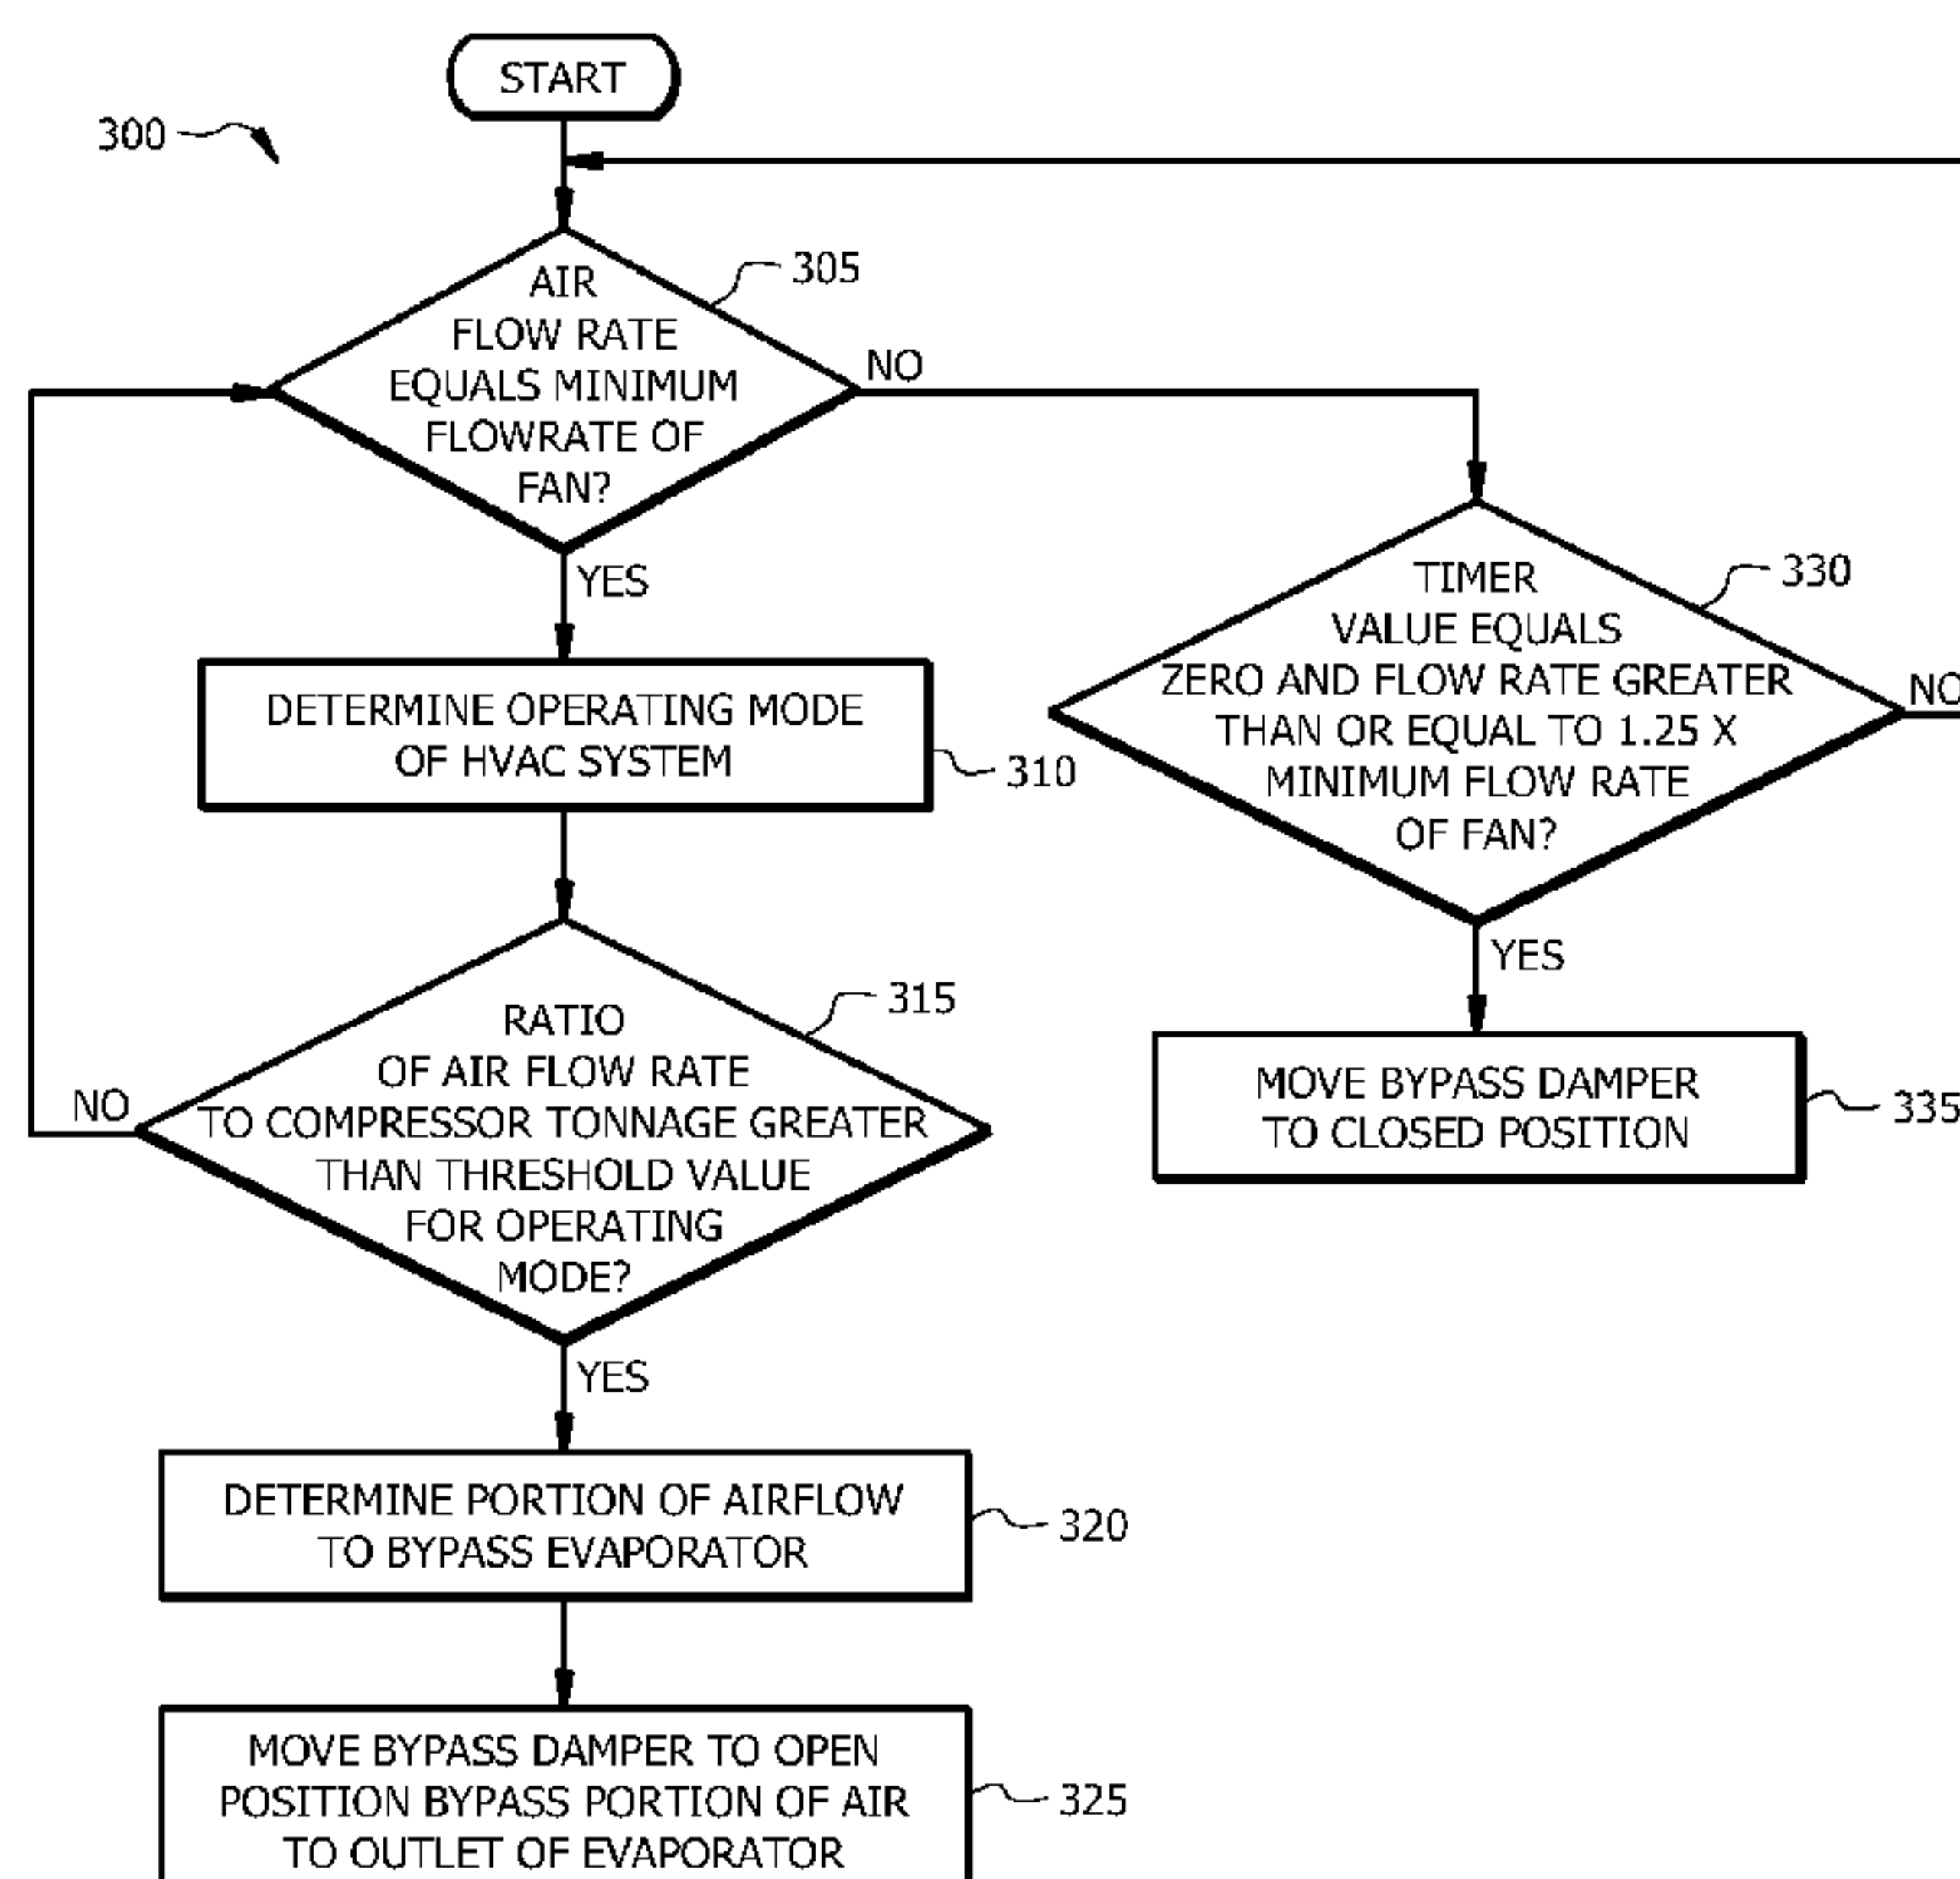 START
300
AIR
FLOW RATE
EQUALS MINIMUM
FLOWRATE OF
FAN?
305
NO
YES
DETERMINE OPERATING MODE
OF HVAC SYSTEM
310
RATIO
OF AIR FLOW RATE
TO COMPRESSOR TONNAGE GREATER
THAN THRESHOLD VALUE
FOR OPERATING
MODE?
315
NO
YES
DETERMINE PORTION OF AIRFLOW
TO BYPASS EVAPORATOR
320
MOVE BYPASS DAMPER TO OPEN
POSITION BYPASS PORTION OF AIR
TO OUTLET OF EVAPORATOR
325
TIMER
VALUE EQUALS
ZERO AND FLOW RATE GREATER
THAN OR EQUAL TO 1.25 X
MINIMUM FLOW RATE
OF FAN?
330
NO
YES
MOVE BYPASS DAMPER
TO CLOSED POSITION
335